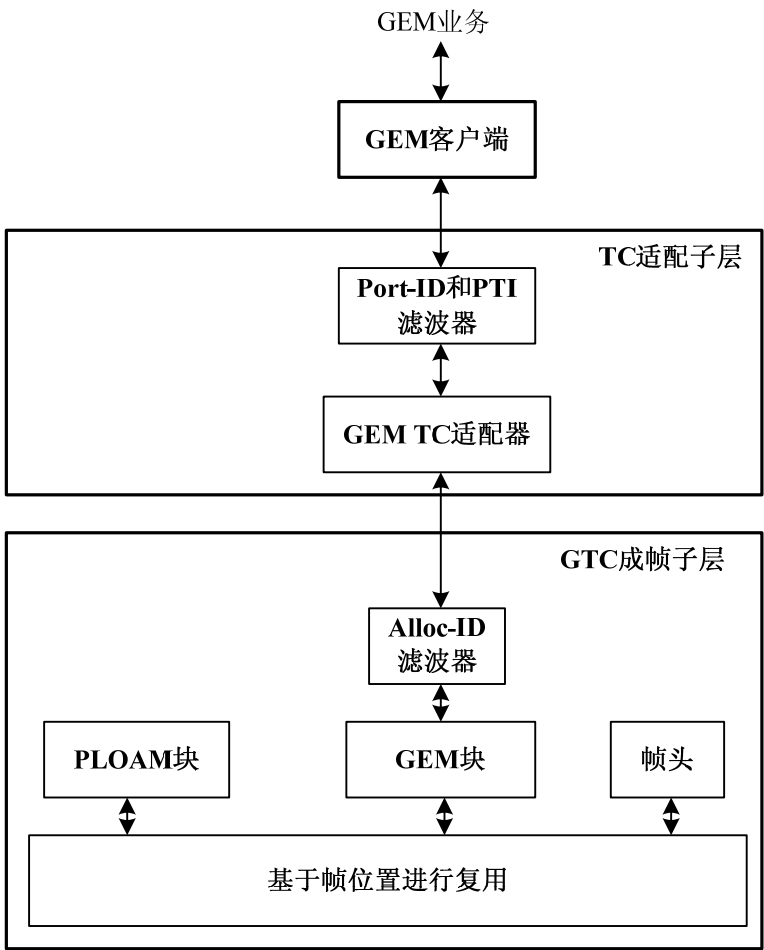 GEM业务
GEM客户端
TC适配子层
Port-ID和PTI
滤波器
GEM TC适配器
GTC成帧子层
Alloc-ID
滤波器
PLOAM块
GEM块
帧头
基于帧位置进行复用